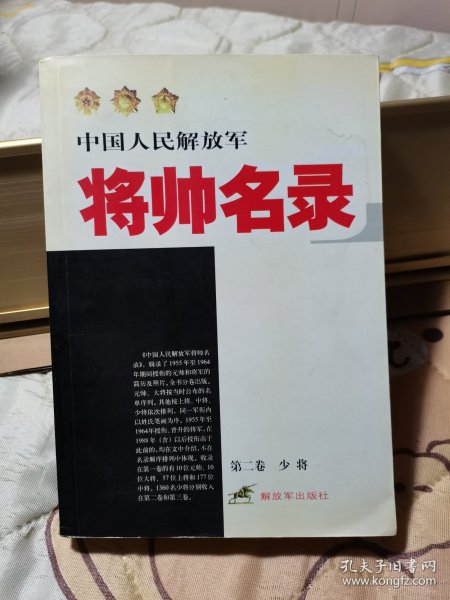 中国人民解放军
将帅名录
《中国人民解放军将帅名
录》，辑录了1955年至1964
年期间授衔的元帅和将军的
简历及照片，全书分卷出版。
元帅、大将按当时公布的名
单序列，其他按上将、中将、
少将依次排列，同一军衔内
以姓氏笔画为序。1955年至
1964年授衔、晋升的将军，在
1988年（含）以后授衔高于
此前的，均在文中介绍，不在
名录顺序排列中体现。收录
在第一卷的有10位元帅、10
位大将、57位上将和177位
中将。1360名少将分别收入
在第二卷和第三卷。
第二卷 少将
解放军出版社
孔夫子旧书网
www.kongfz.com